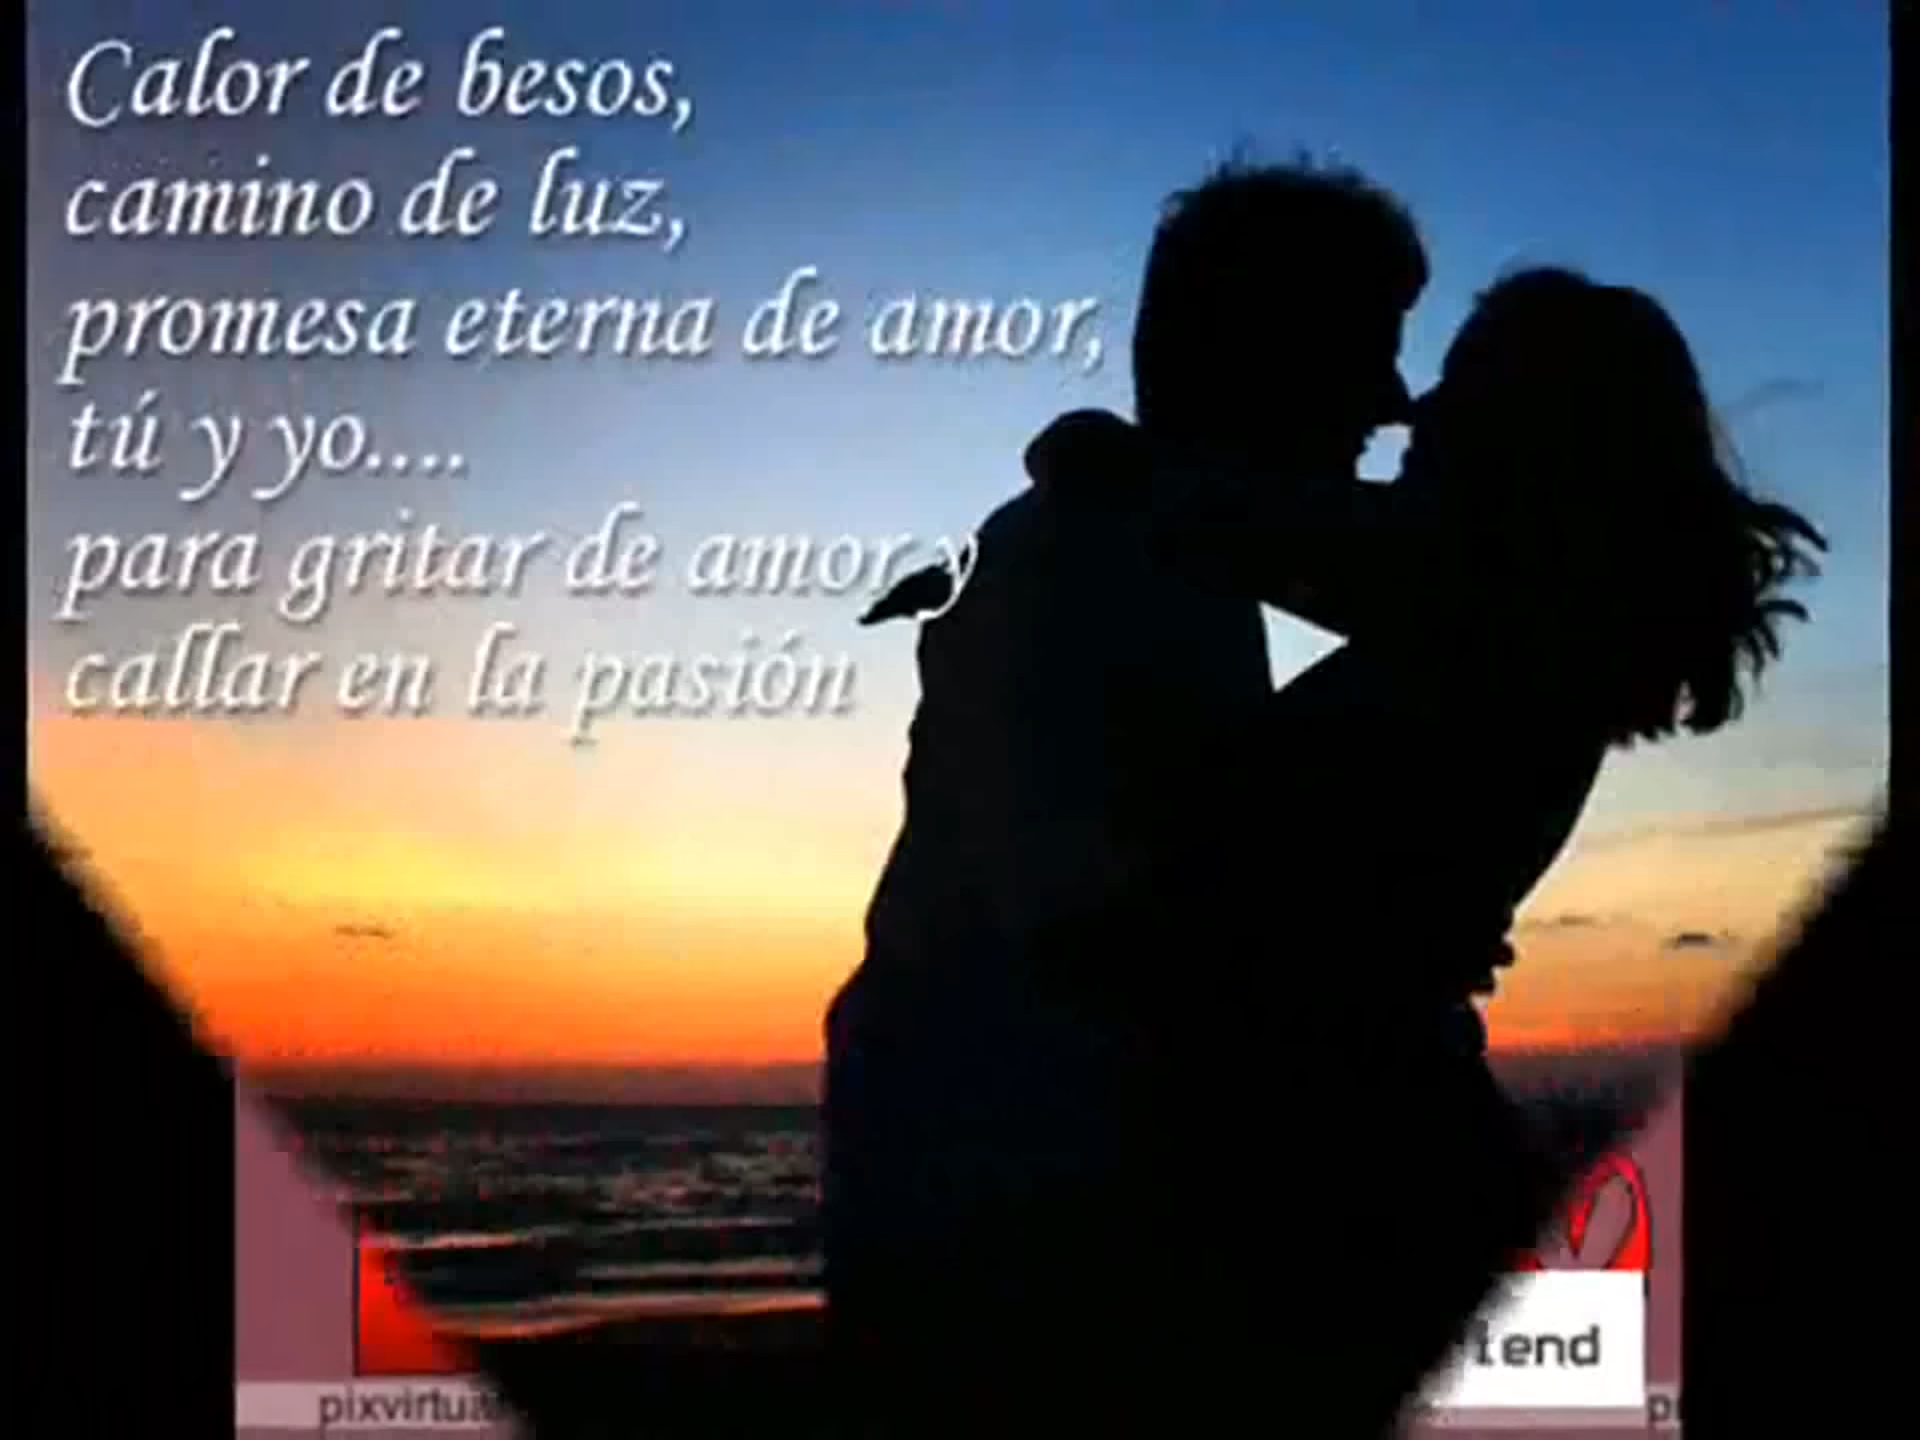 Calor de besos,
camino de luz,
promesa eterna de amor,
tú y yo....
para gritar de amor y
callar en la pasión